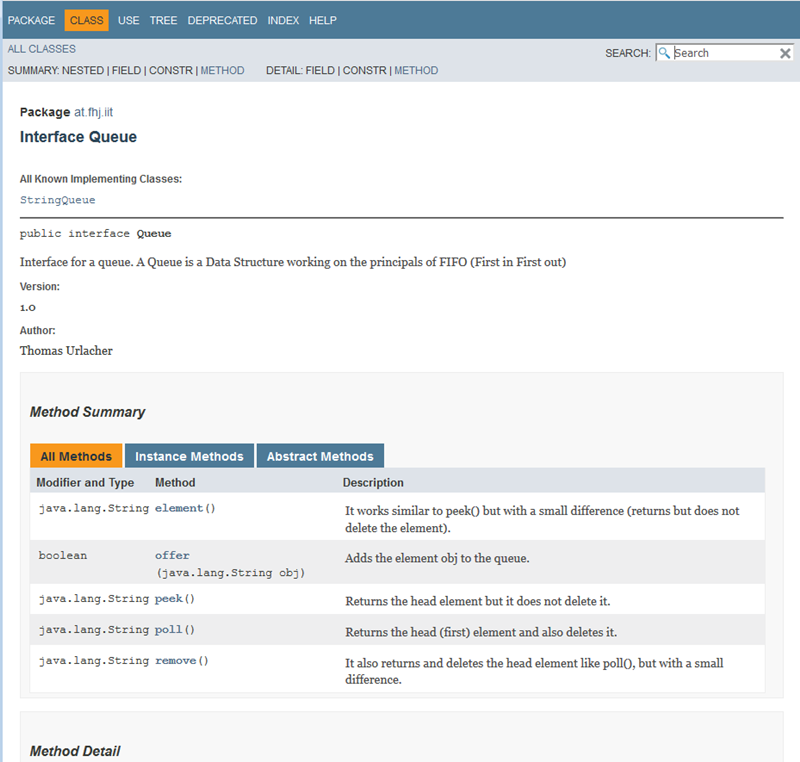 PACKAGE CLASS USE TREE DEPRECATED INDEX HELP
ALL CLASSES
SEARCH: Search
SUMMARY: NESTED | FIELD | CONSTR | METHOD DETAIL: FIELD | CONSTR | METHOD
Package at.fhj.iit
Interface Queue
All Known Implementing Classes:
StringQueue
public interface Queue
Interface for a queue. A Queue is a Data Structure working on the principals of FIFO (First in First out)
Version:
1.0
Author:
Thomas Urlacher
Method Summary
All Methods Instance Methods Abstract Methods
Modifier and Type Method Description
java.lang.String element() It works similar to peek() but with a small difference (returns but does not
delete the element).
boolean offer Adds the element obj to the queue.
(java.lang.String obj)
java.lang.String peek() Returns the head element but it does not delete it.
java.lang.String poll() Returns the head (first) element and also deletes it.
java.lang.String remove() It also returns and deletes the head element like poll(), but with a small
difference.
Method Detail